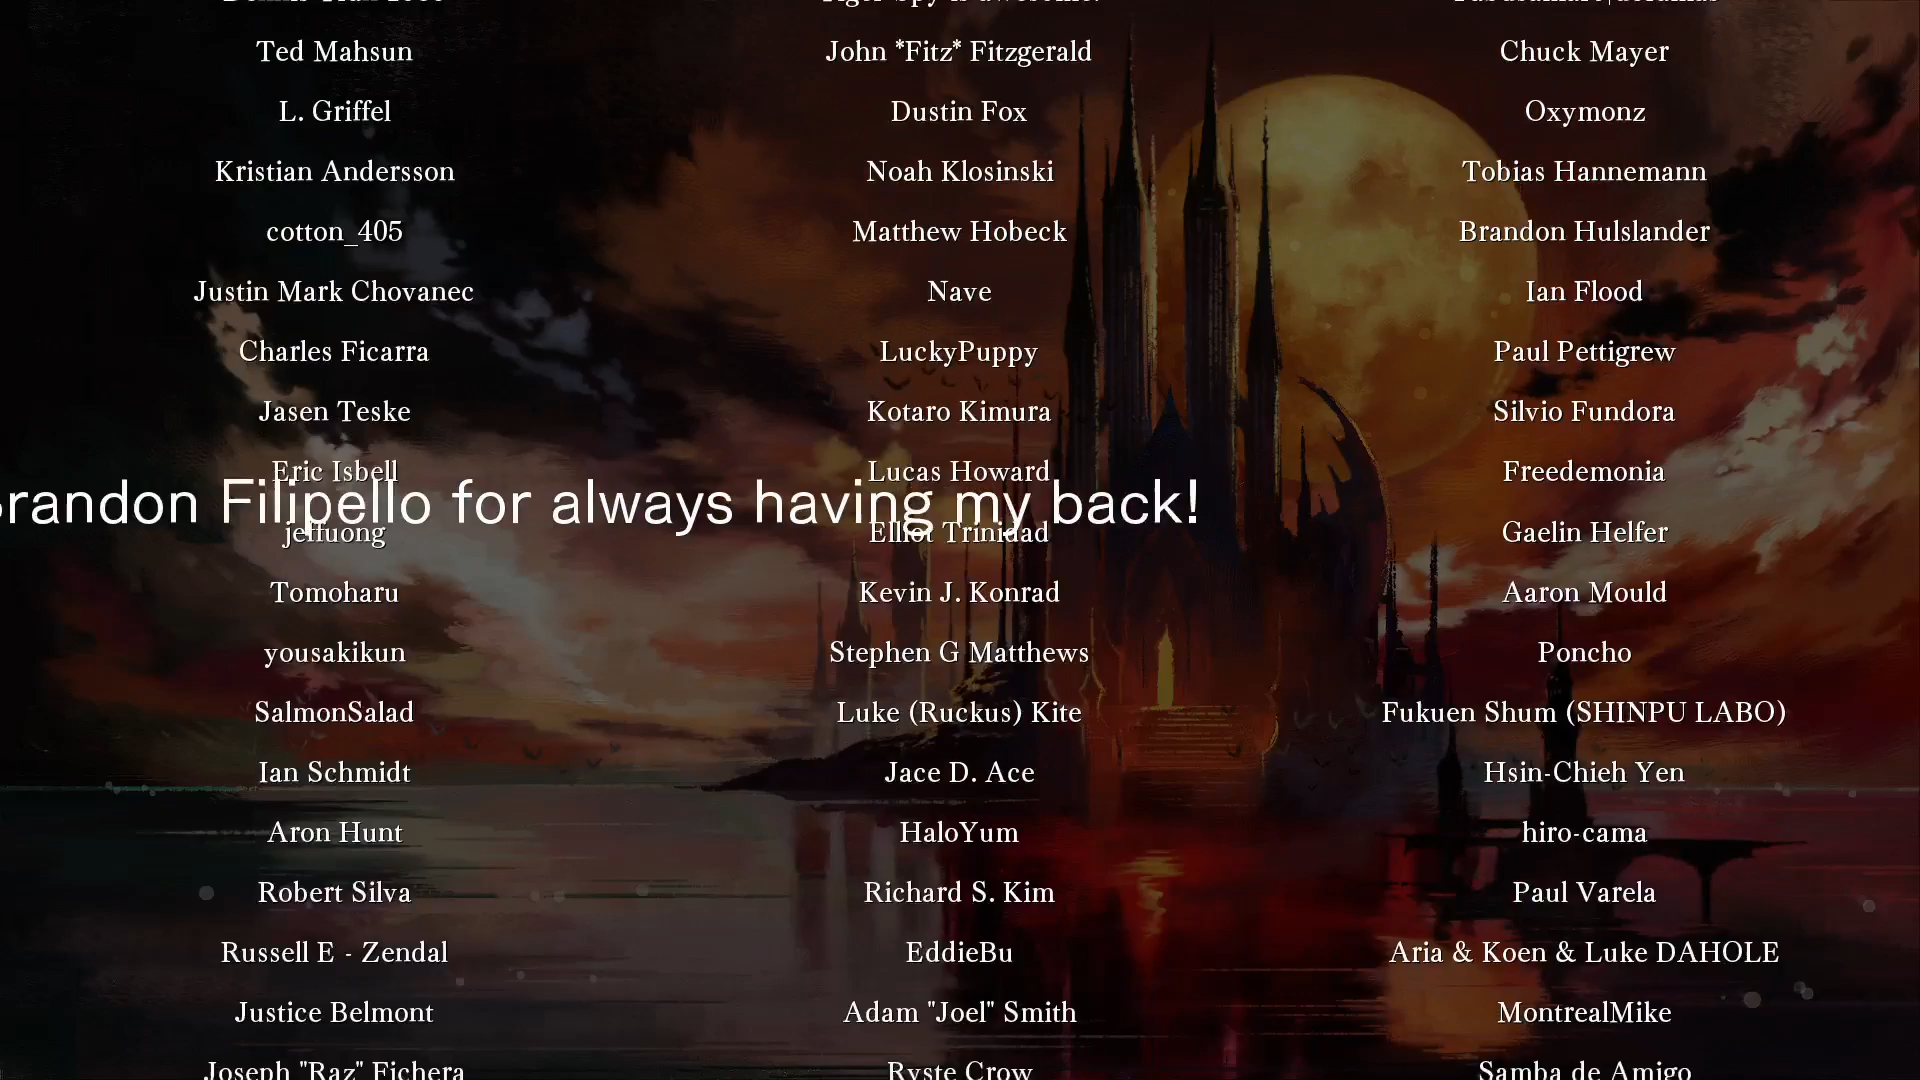 Ted Mahsun
John *Fitz* Fitzgerald
Chuck Mayer
L. Griffel
Dustin Fox
Oxymonz
Kristian Andersson
Noah Klosinski
Tobias Hannemann
cotton_405
Matthew Hobeck
Brandon Hulslander
Justin Mark Chovanec
Nave
Ian Flood
Charles Ficarra
LuckyPuppy
Paul Pettigrew
Jasen Teske
Kotaro Kimura
Silvio Fundora
Eric Isbell
Lucas Howard
Freedemonia
randon Filipello for always having my back!
jeffuong
Elliot Trinidad
Gaelin Helfer
Tomoharu
Kevin J. Konrad
Aaron Mould
yousakikun
Stephen G Matthews
Poncho
SalmonSalad
Luke (Ruckus) Kite
Fukuen Shum (SHINPU LABO)
Ian Schmidt
Jace D. Ace
Hsin-Chieh Yen
Aron Hunt
HaloYum
hiro-cama
Robert Silva
Richard S. Kim
Paul Varela
Russell E - Zendal
EddieBu
Aria & Koen & Luke DAHOLE
Justice Belmont
Adam "Joel" Smith
MontrealMike
Joseph "Raz" Fichera
Ryste Crow
Samba de Amigo